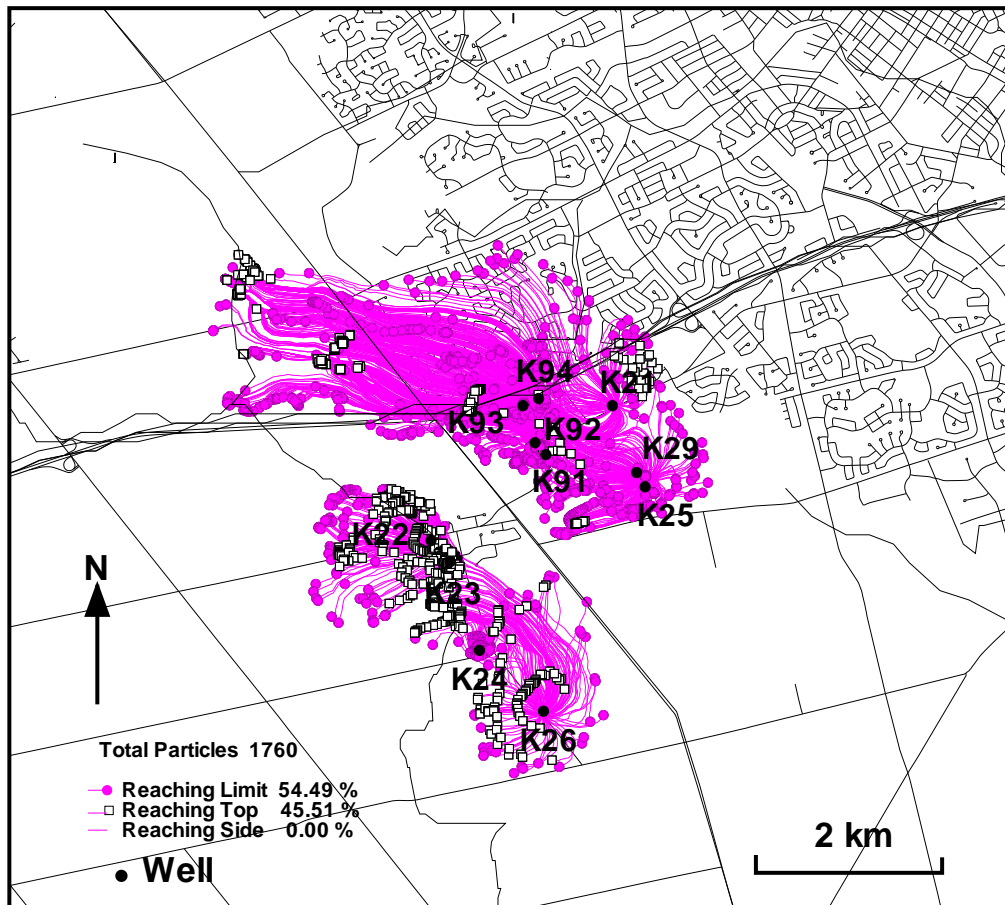 K94
K21
K93
K92
K29
K91
K25
K22
N
K23
K24
K26
Total Particles 1760
Reaching Limit 54.49 %
Reaching Top 45.51 %
Reaching Side 0.00 %
Well
2 km